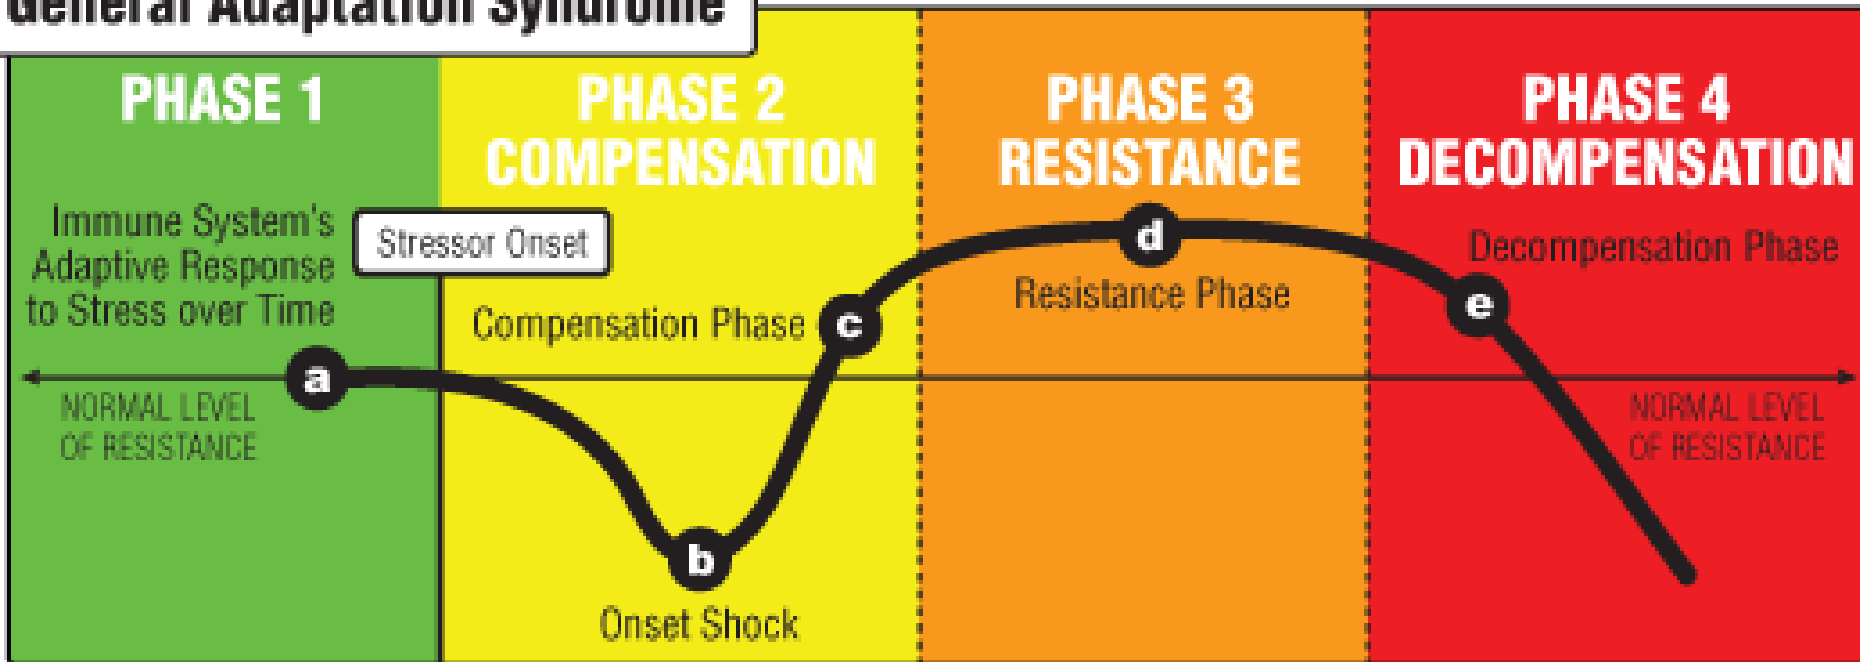 General Adaptation Syndrome
PHASE 1
Immune System's
Adaptive Response
to Stress over Time
a
NORMAL LEVEL
OF RESISTANCE
Stressor Onset
PHASE 2
COMPENSATION
Compensation Phase
c
b
Onset Shock
PHASE 3
RESISTANCE
d
Resistance Phase
PHASE 4
DECOMPENSATION
Decompensation Phase
e
NORMAL LEVEL
OF RESISTANCE